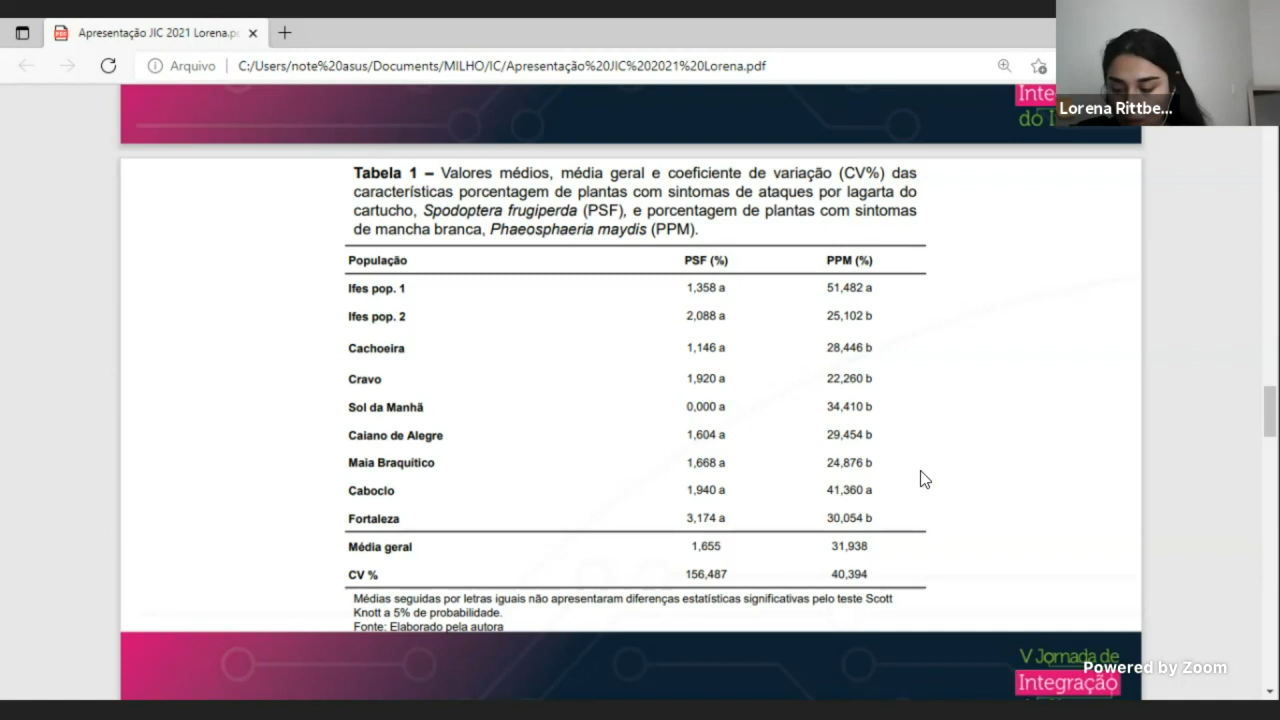 Apresentação JIC 2021 Lorena.pd
Arquivo | C:/Users/note%20asus/Documents/MILHO/IC/Apresentação%20JIC%202021%20Lorena.pdf
Inte
do I
Lorena Rittbe...
Tabela 1 – Valores médios, média geral e coeficiente de variação (CV%) das
características porcentagem de plantas com sintomas de ataques por lagarta do
cartucho, Spodoptera frugiperda (PSF), e porcentagem de plantas com sintomas
de mancha branca, Phaeosphaeria maydis (PPM).
População PSF (%) PPM (%)
Ifes pop. 1 1,358 a 51,482 a
Ifes pop. 2 2,088 a 25,102 b
Cachoeira 1,146 a 28,446 b
Cravo 1,920 a 22,260 b
Sol da Manhã 0,000 a 34,410 b
Caiano de Alegre 1,604 a 29,454 b
Maia Braquítico 1,668 a 24,876 b
Caboclo 1,940 a 41,360 a
Fortaleza 3,174 a 30,054 b
Média geral 1,655 31,938
CV % 156,487 40,394
Médias seguidas por letras iguais não apresentaram diferenças estatísticas significativas pelo teste Scott
Knott a 5% de probabilidade.
Fonte: Elaborado pela autora
V Jornada de
Integração
Powered by Zoom